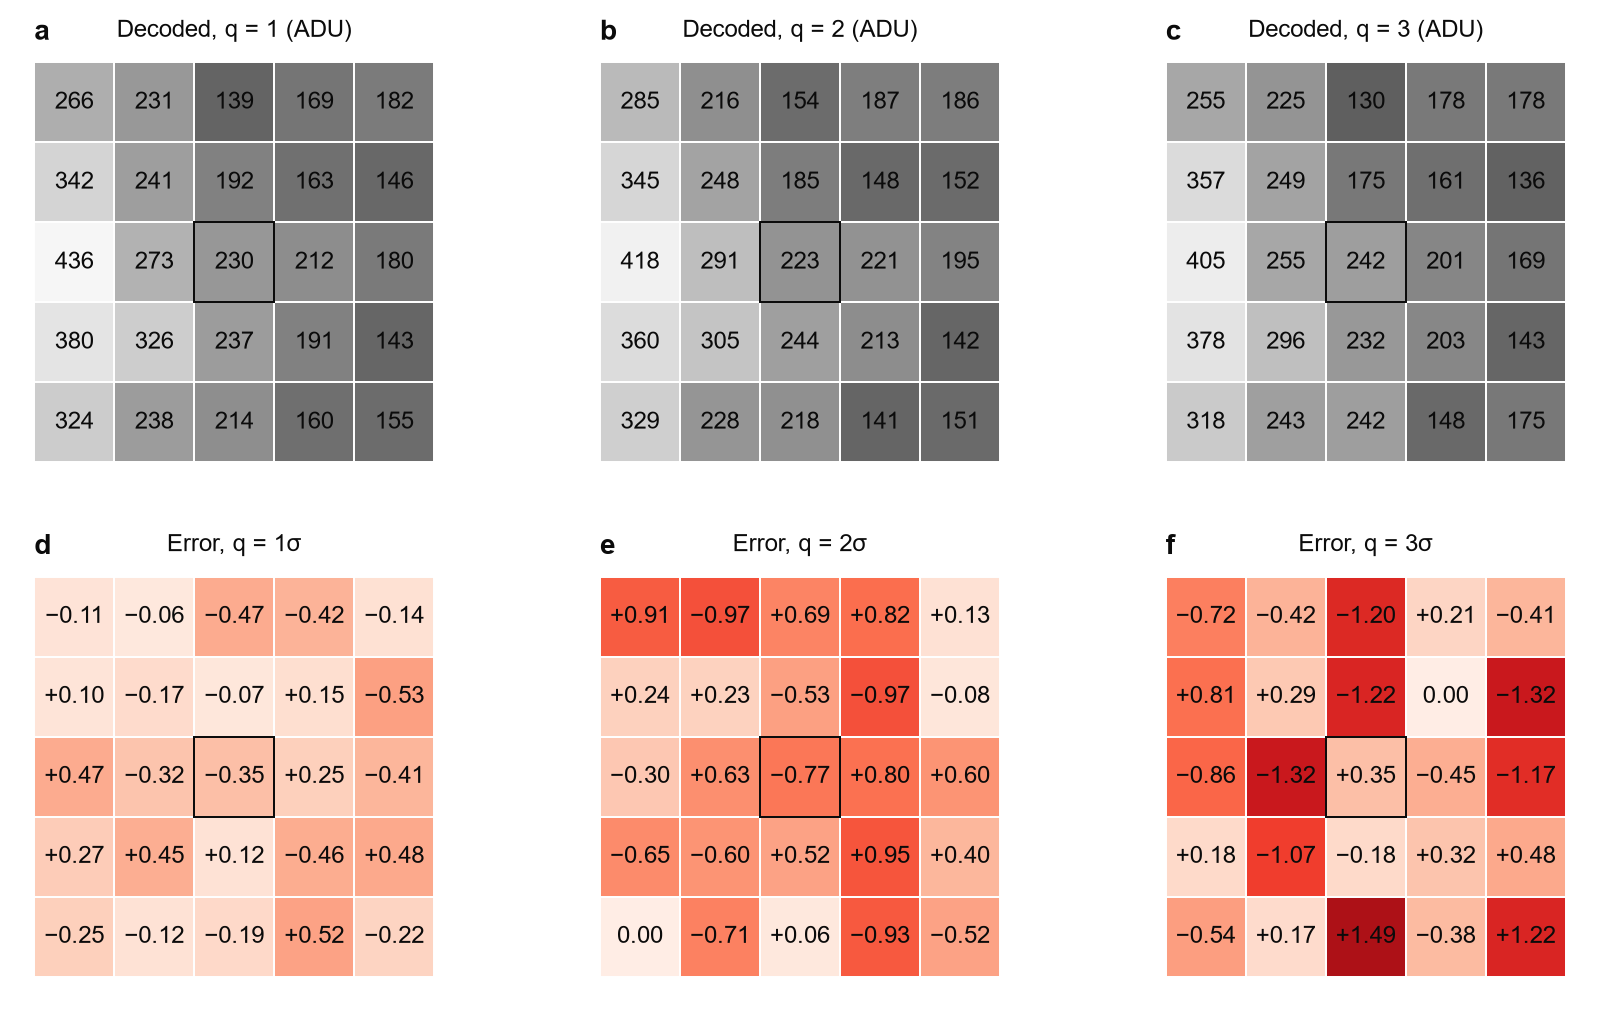 a Decoded, q = 1 (ADU) b Decoded, q = 2 (ADU) c Decoded, q = 3 (ADU)
266 231 139 169 182 285 216 154 187 186 255 225 130 178 178
342 241 192 163 146 345 248 185 148 152 357 249 175 161 136
436 273 230 212 180 418 291 223 221 195 405 255 242 201 169
380 326 237 191 143 360 305 244 213 142 378 296 232 203 143
324 238 214 160 155 329 228 218 141 151 318 243 242 148 175
d Error, q = 1σ e Error, q = 2σ f Error, q = 3σ
−0.11 −0.06 −0.47 −0.42 −0.14 +0.91 −0.97 +0.69 +0.82 +0.13 −0.72 −0.42 −1.20 +0.21 −0.41
+0.10 −0.17 −0.07 +0.15 −0.53 +0.24 +0.23 −0.53 −0.97 −0.08 +0.81 +0.29 −1.22 0.00 −1.32
+0.47 −0.32 −0.35 +0.25 −0.41 −0.30 +0.63 −0.77 +0.80 +0.60 −0.86 −1.32 +0.35 −0.45 −1.17
+0.27 +0.45 +0.12 −0.46 +0.48 −0.65 −0.60 +0.52 +0.95 +0.40 +0.18 −1.07 −0.18 +0.32 +0.48
−0.25 −0.12 −0.19 +0.52 −0.22 0.00 −0.71 +0.06 −0.93 −0.52 −0.54 +0.17 +1.49 −0.38 +1.22